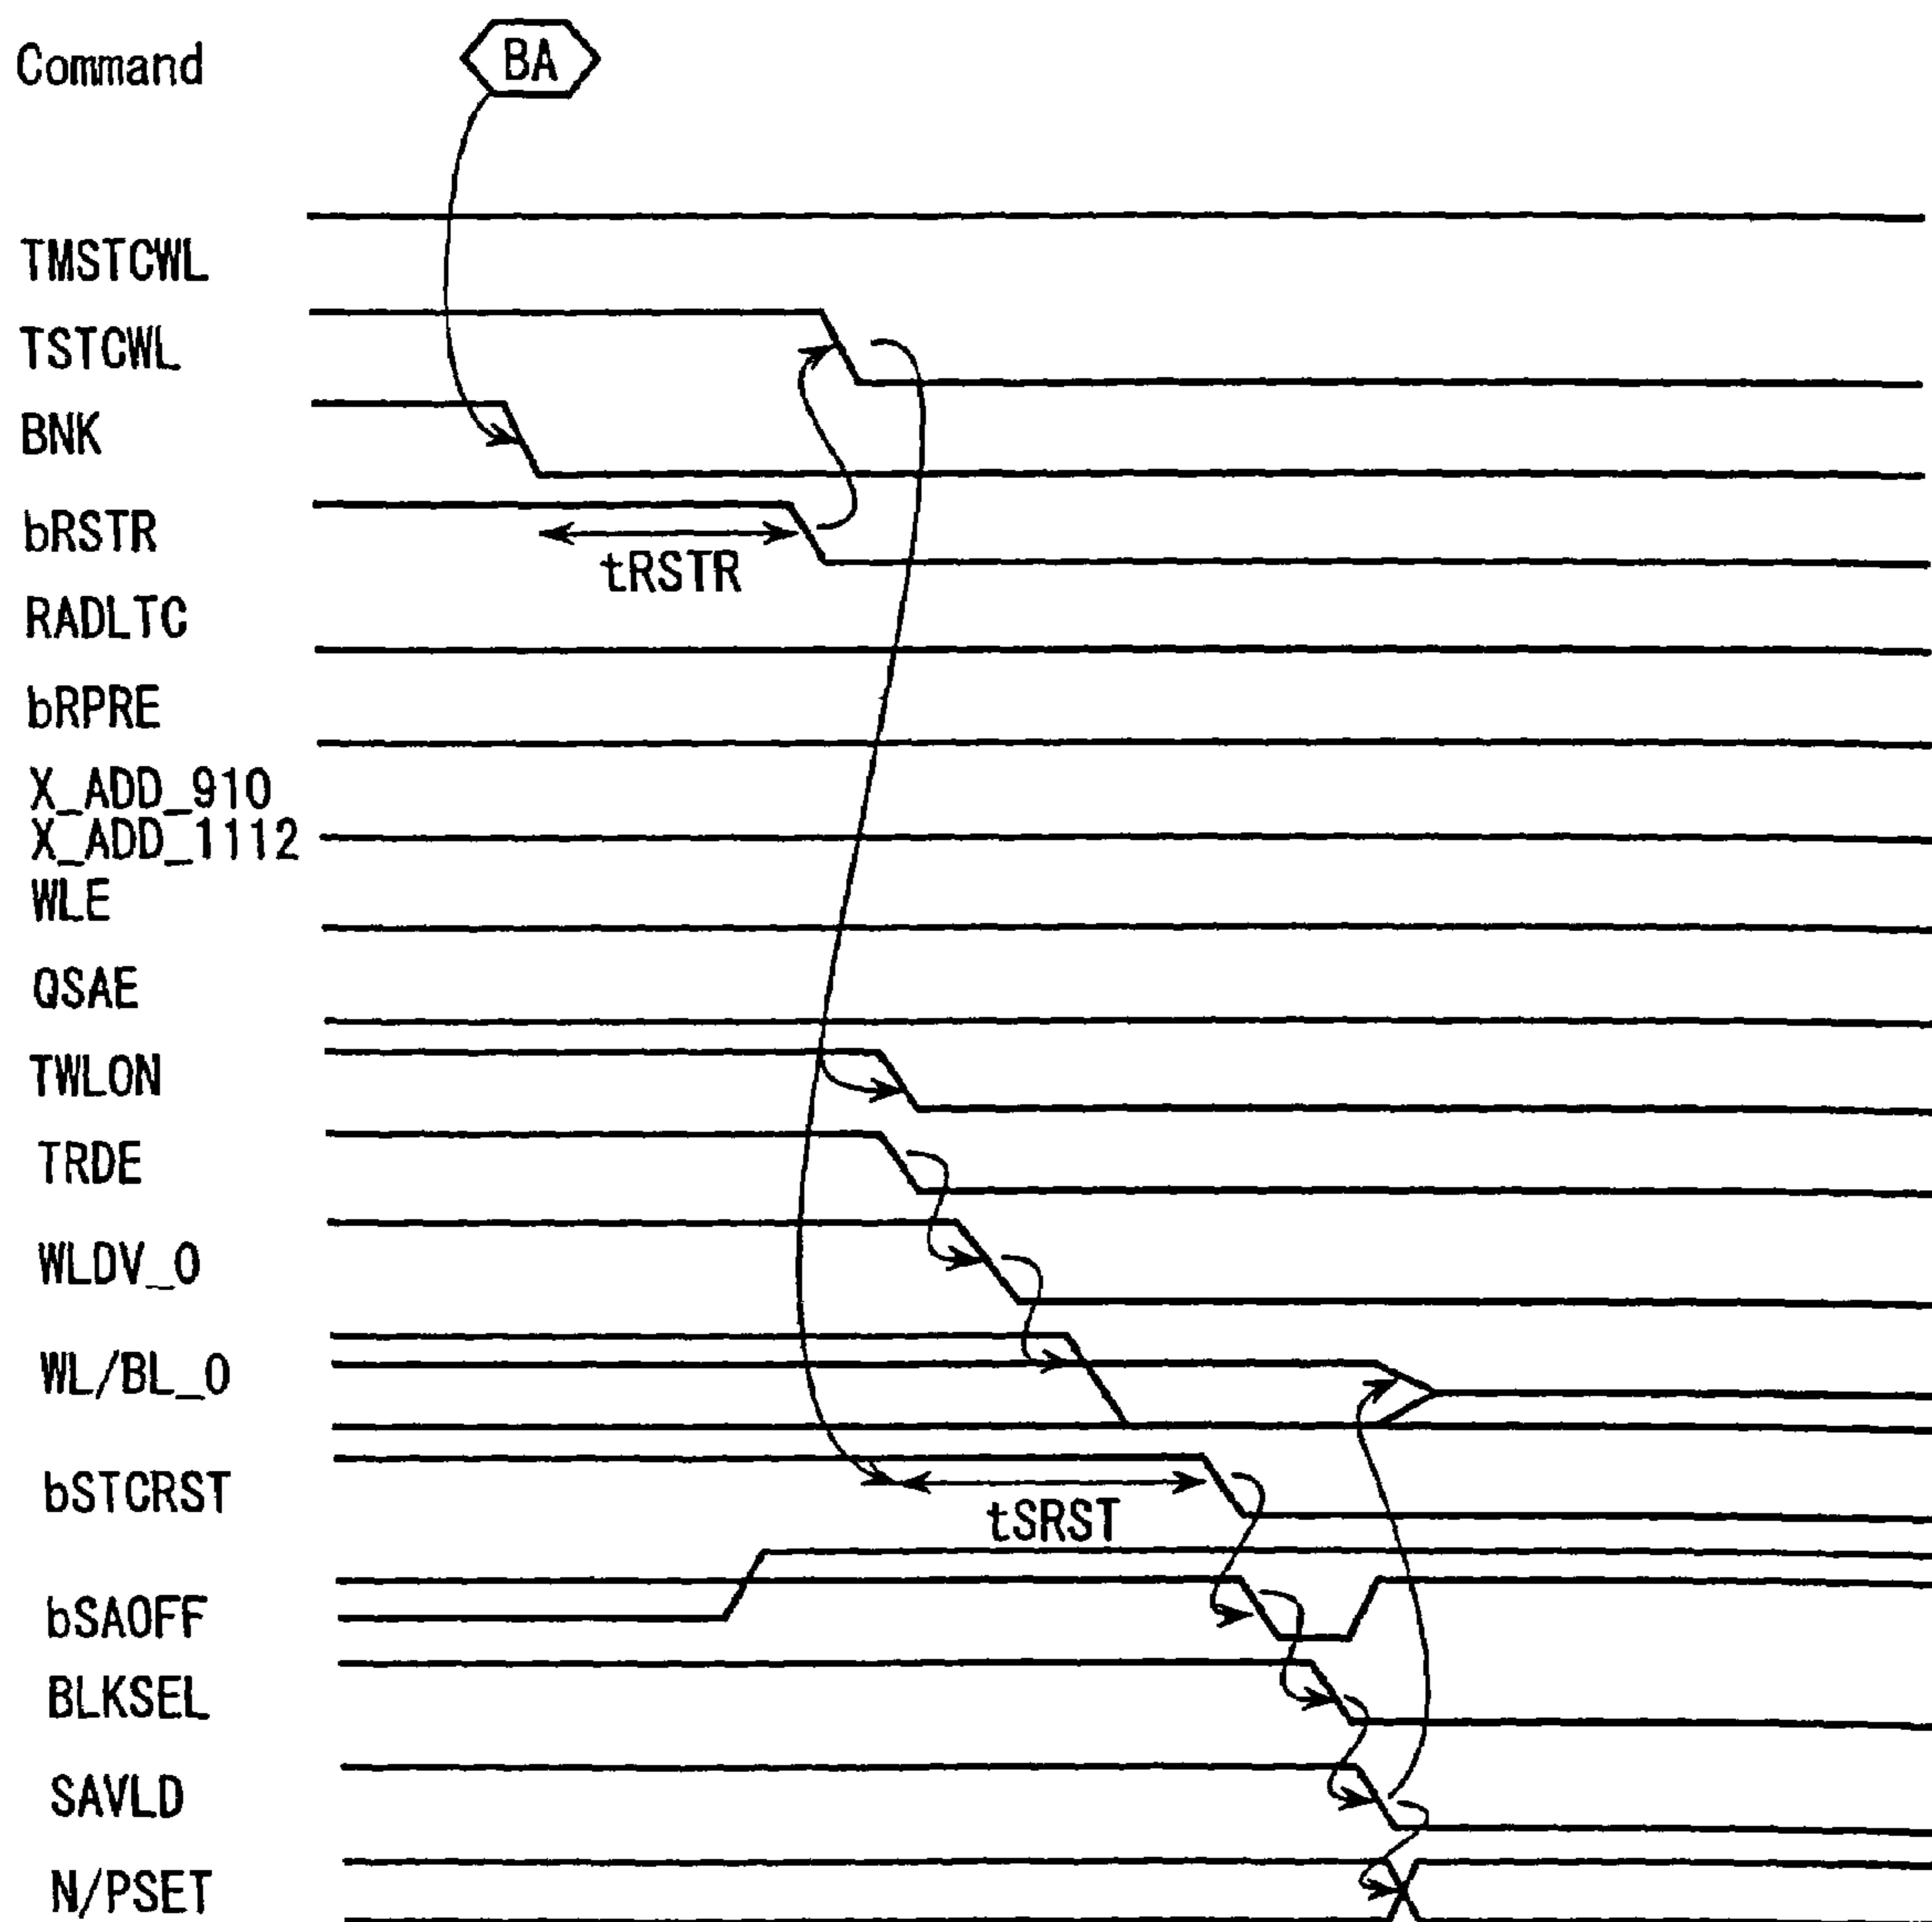 Command
BA
TMSTCWL
TSTCWL
BNK
bRSTR
tRSTR
RADLTC
bRPRE
X_ADD_910
X_ADD_1112
WLE
QSAE
TWLON
TRDE
WLDV_0
WL/BL_0
bSTCRST
tSRST
bSAOFF
BLKSEL
SAVLD
N/PSET